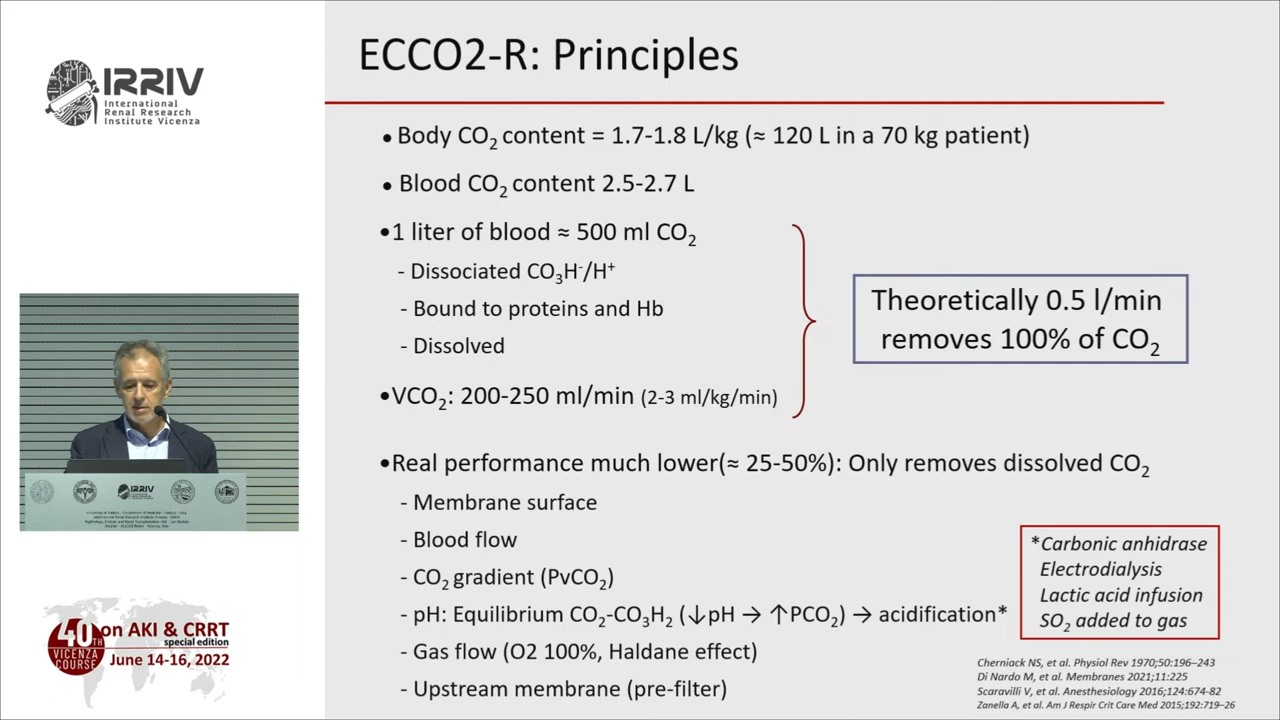 IRRIV
International
Renal Research
Institute Vicenza
ECCO2-R: Principles
• Body CO₂ content = 1.7-1.8 L/kg (≈ 120 L in a 70 kg patient)
• Blood CO₂ content 2.5-2.7 L
•1 liter of blood ≈ 500 ml CO₂
- Dissociated CO₃H⁻/H⁺
- Bound to proteins and Hb
- Dissolved
•VCO₂: 200-250 ml/min (2-3 ml/kg/min)
Theoretically 0.5 l/min
removes 100% of CO₂
•Real performance much lower(≈ 25-50%): Only removes dissolved CO₂
- Membrane surface
- Blood flow
- CO₂ gradient (PvCO₂)
- pH: Equilibrium CO₂-CO₃H₂ (↓pH → ↑PCO₂) → acidification*
- Gas flow (O2 100%, Haldane effect)
- Upstream membrane (pre-filter)
*Carbonic anhidrase
Electrodialysis
Lactic acid infusion
SO₂ added to gas
Cherniack NS, et al. Physiol Rev 1970;50:196–243
Di Nardo M, et al. Membranes 2021;11:225
Scaravilli V, et al. Anesthesiology 2016;124:674-82
Zanella A, et al. Am J Respir Crit Care Med 2015;192:719–26
IRRIV
40TH
VICENZA
COURSE
on AKI & CRRT
special edition
June 14-16, 2022